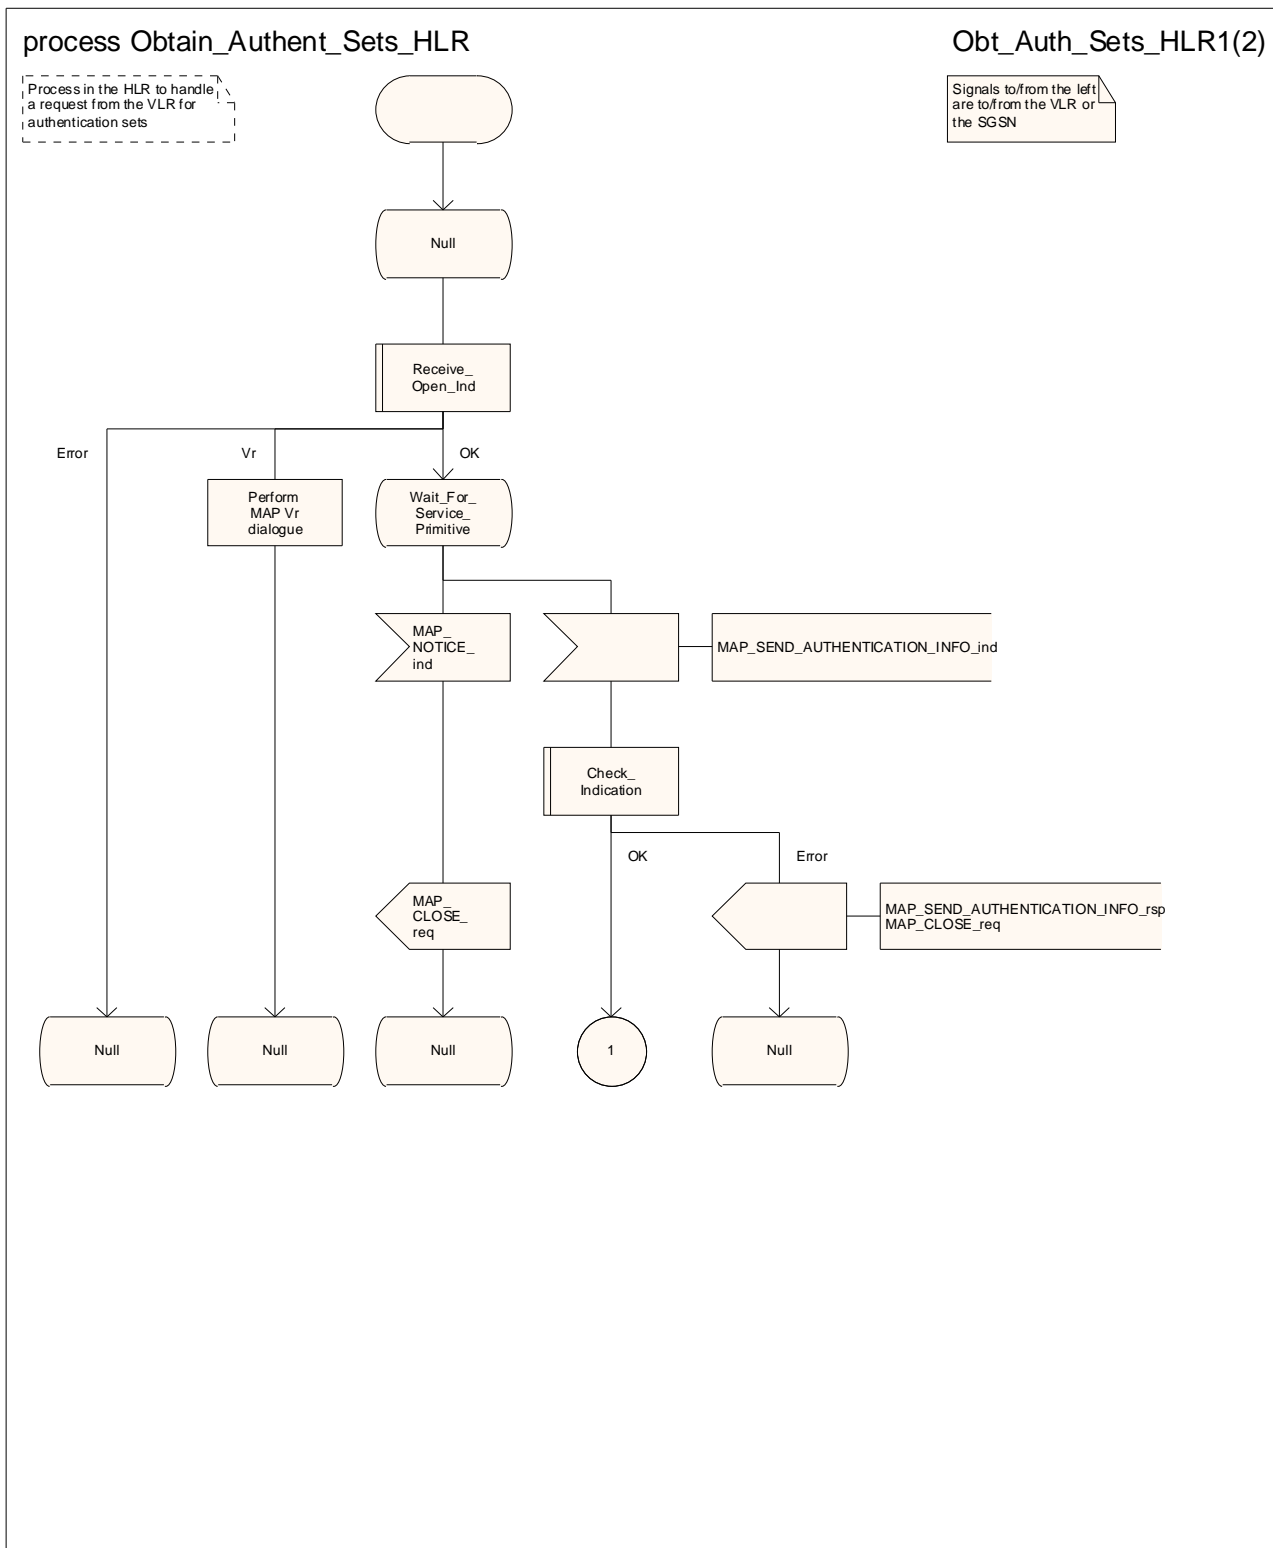 process Obtain_Authent_Sets_HLR
Obt_Auth_Sets_HLR1(2)
Process in the HLR to handle
a request from the VLR for
authentication sets
Signals to/from the left
are to/from the VLR or
the SGSN
Null
Receive_
Open_Ind
Error
Vr
OK
Perform
MAP Vr
dialogue
Wait_For_
Service_
Primitive
MAP_
NOTICE_
ind
MAP_SEND_AUTHENTICATION_INFO_ind
Check_
Indication
OK
Error
MAP_
CLOSE_
req
MAP_SEND_AUTHENTICATION_INFO_rsp
MAP_CLOSE_req
Null
Null
Null
1
Null